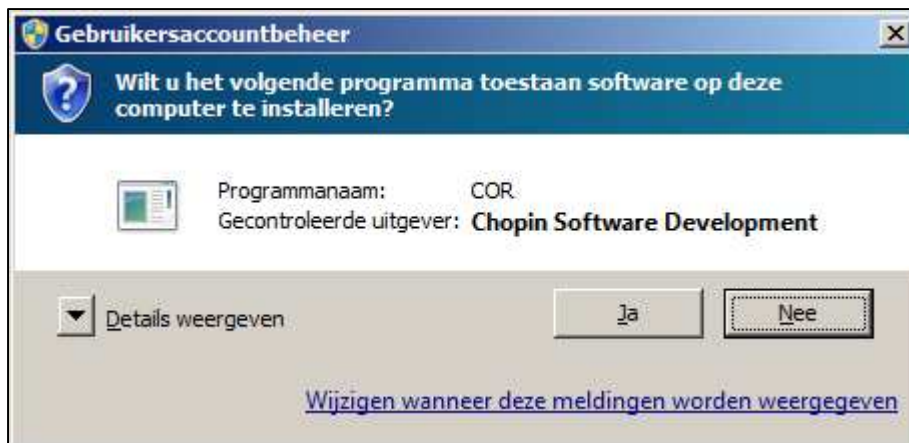 Gebruikersaccountbeheer
Wilt u het volgende programma toestaan software op deze
computer te installeren?
Programmanaam: COR
Gecontroleerde uitgever: Chopin Software Development
Details weergeven
Ja
Nee
Wijzigen wanneer deze meldingen worden weergegeven